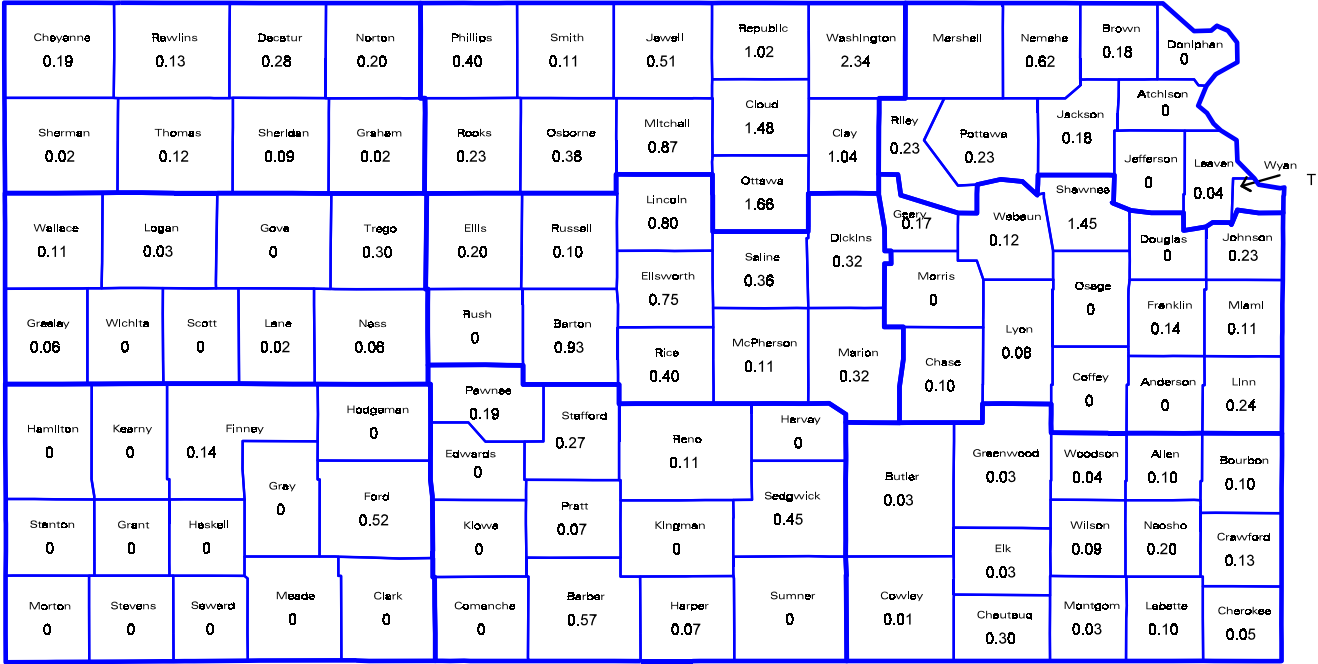 Cheyenne
0.19
Rawlins
0.13
Decatur
0.28
Norton
0.20
Phillips
0.40
Smith
0.11
Jewell
0.51
Republic
1.02
Washington
2.34
Marshall
Nemaha
0.62
Brown
0.18
Doniphan
0
Sherman
0.02
Thomas
0.12
Sheridan
0.09
Graham
0.02
Rooks
0.23
Osborne
0.38
Mitchell
0.87
Cloud
1.48
Clay
1.04
Riley
0.23
Pottawa
0.23
Jackson
0.18
Atchison
0
Jefferson
0
Leaven
0.04
Wyan
T
Wallace
0.11
Logan
0.03
Gove
0
Trego
0.30
Ellis
0.20
Russell
0.10
Lincoln
0.80
Ottawa
1.66
Dickins
0.32
Geary
0.17
Wabaun
0.12
Shawnee
1.45
Douglas
0
Johnson
0.23
Ellsworth
0.75
Saline
0.36
Morris
0
Osage
0
Franklin
0.14
Miami
0.11
Greeley
0.06
Wichita
0
Scott
0
Lane
0.02
Ness
0.06
Rush
0
Barton
0.93
Rice
0.40
McPherson
0.11
Marion
0.32
Chase
0.10
Lyon
0.08
Coffey
0
Anderson
0
Linn
0.24
Hamilton
0
Kearny
0
Finney
0.14
Hodgeman
0
Pawnee
0.19
Stafford
0.27
Reno
0.11
Harvey
0
Edwards
0
Gray
0
Ford
0.52
Butler
0.03
Greenwood
0.03
Woodson
0.04
Allen
0.10
Bourbon
0.10
Stanton
0
Grant
0
Haskell
0
Kiowa
0
Pratt
0.07
Kingman
0
Sedgwick
0.45
Elk
0.03
Wilson
0.09
Neosho
0.20
Crawford
0.13
Morton
0
Stevens
0
Seward
0
Meade
0
Clark
0
Comanche
0
Barber
0.57
Harper
0.07
Sumner
0
Cowley
0.01
Chautauq
0.30
Montgom
0.03
Labette
0.10
Cherokee
0.05